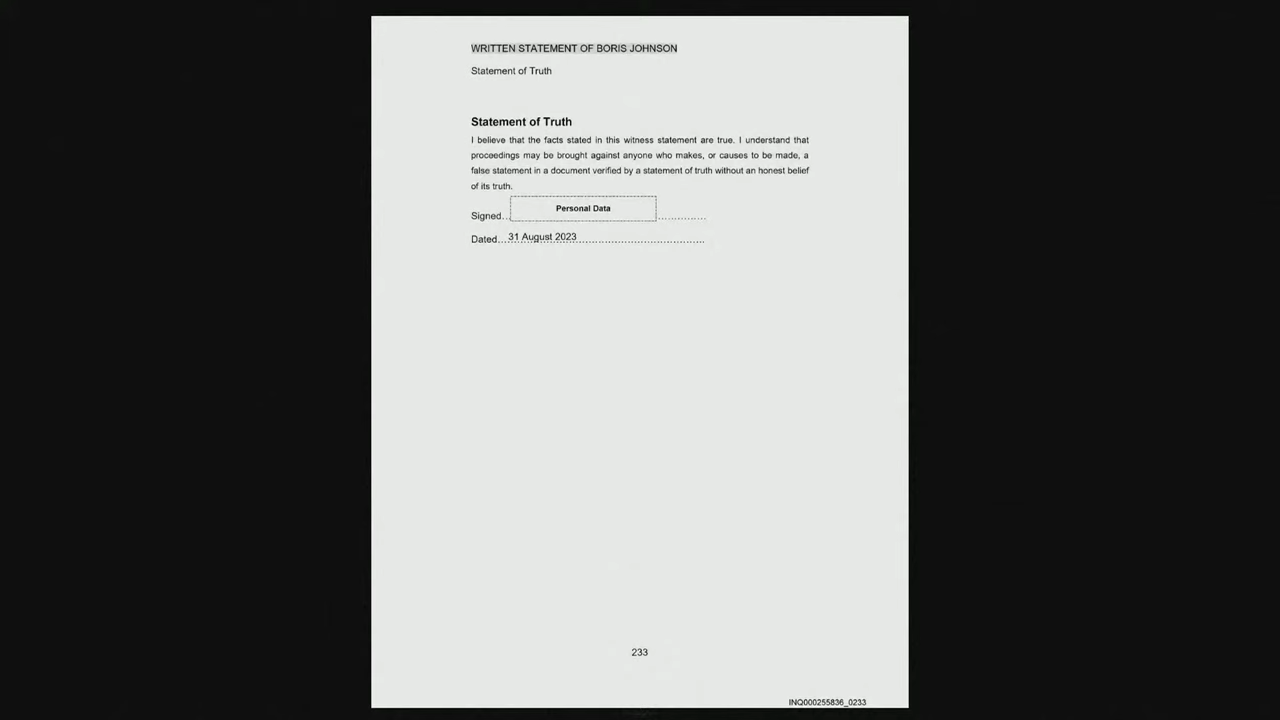 WRITTEN STATEMENT OF BORIS JOHNSON
Statement of Truth
Statement of Truth
I believe that the facts stated in this witness statement are true. I understand that
proceedings may be brought against anyone who makes, or causes to be made, a
false statement in a document verified by a statement of truth without an honest belief
of its truth.
Personal Data
Signed.................
Dated....31 August 2023........................................
233
INQ000255836_0233